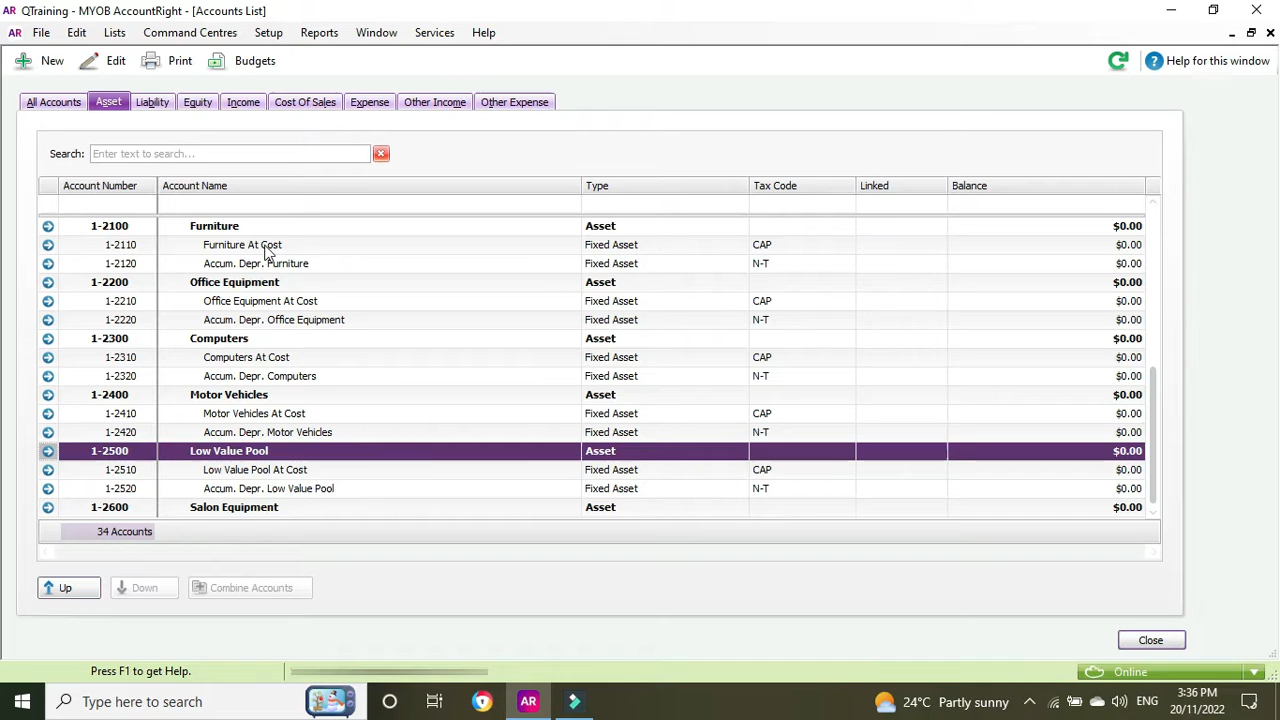 AR QTraining - MYOB AccountRight - [Accounts List]
AR File Edit Lists Command Centres Setup Reports Window Services Help
New Edit Print Budgets ? Help for this window
All Accounts Asset Liability Equity Income Cost Of Sales Expense Other Income Other Expense
Search: Enter text to search...
Account Number Account Name Type Tax Code Linked Balance
1-2100 Furniture Asset $0.00
1-2110 Furniture At Cost Fixed Asset CAP $0.00
1-2120 Accum. Depr. Furniture Fixed Asset N-T $0.00
1-2200 Office Equipment Asset $0.00
1-2210 Office Equipment At Cost Fixed Asset CAP $0.00
1-2220 Accum. Depr. Office Equipment Fixed Asset N-T $0.00
1-2300 Computers Asset $0.00
1-2310 Computers At Cost Fixed Asset CAP $0.00
1-2320 Accum. Depr. Computers Fixed Asset N-T $0.00
1-2400 Motor Vehicles Asset $0.00
1-2410 Motor Vehicles At Cost Fixed Asset CAP $0.00
1-2420 Accum. Depr. Motor Vehicles Fixed Asset N-T $0.00
1-2500 Low Value Pool Asset $0.00
1-2510 Low Value Pool At Cost Fixed Asset CAP $0.00
1-2520 Accum. Depr. Low Value Pool Fixed Asset N-T $0.00
1-2600 Salon Equipment Asset $0.00
34 Accounts
Up Down Combine Accounts
Close
Press F1 to get Help. Online
Type here to search AR 24°C Partly sunny ENG 3:36 PM
20/11/2022